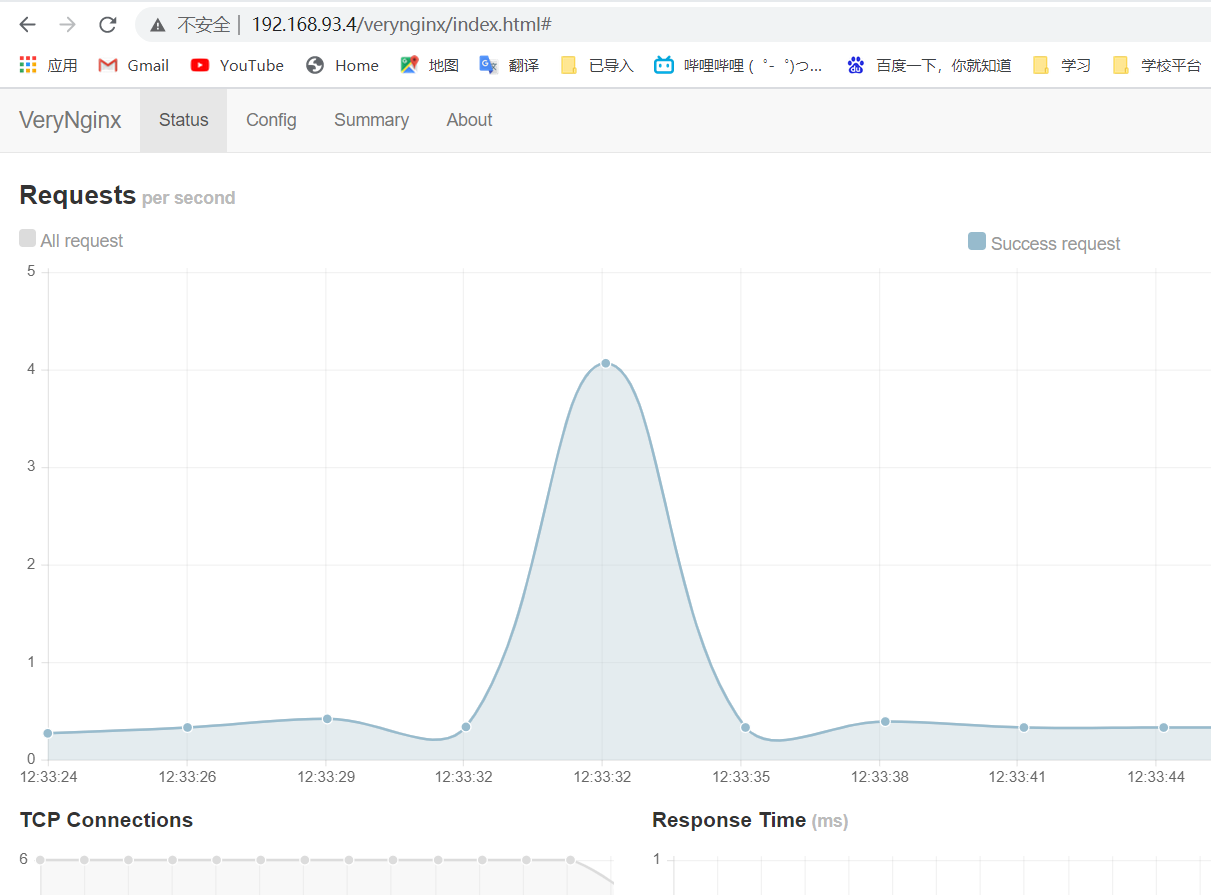 不安全 | 192.168.93.4/verynginx/index.html#
应用 Gmail YouTube Home 地图 翻译 已导入 哔哩哔哩 ( ゜- ゜)つ... 百度一下，你就知道 学习 学校平台
VeryNginx Status Config Summary About
Requests per second
All request Success request
5
4
3
2
1
0
12:33:24 12:33:26 12:33:29 12:33:32 12:33:32 12:33:35 12:33:38 12:33:41 12:33:44
TCP Connections Response Time (ms)
6 1